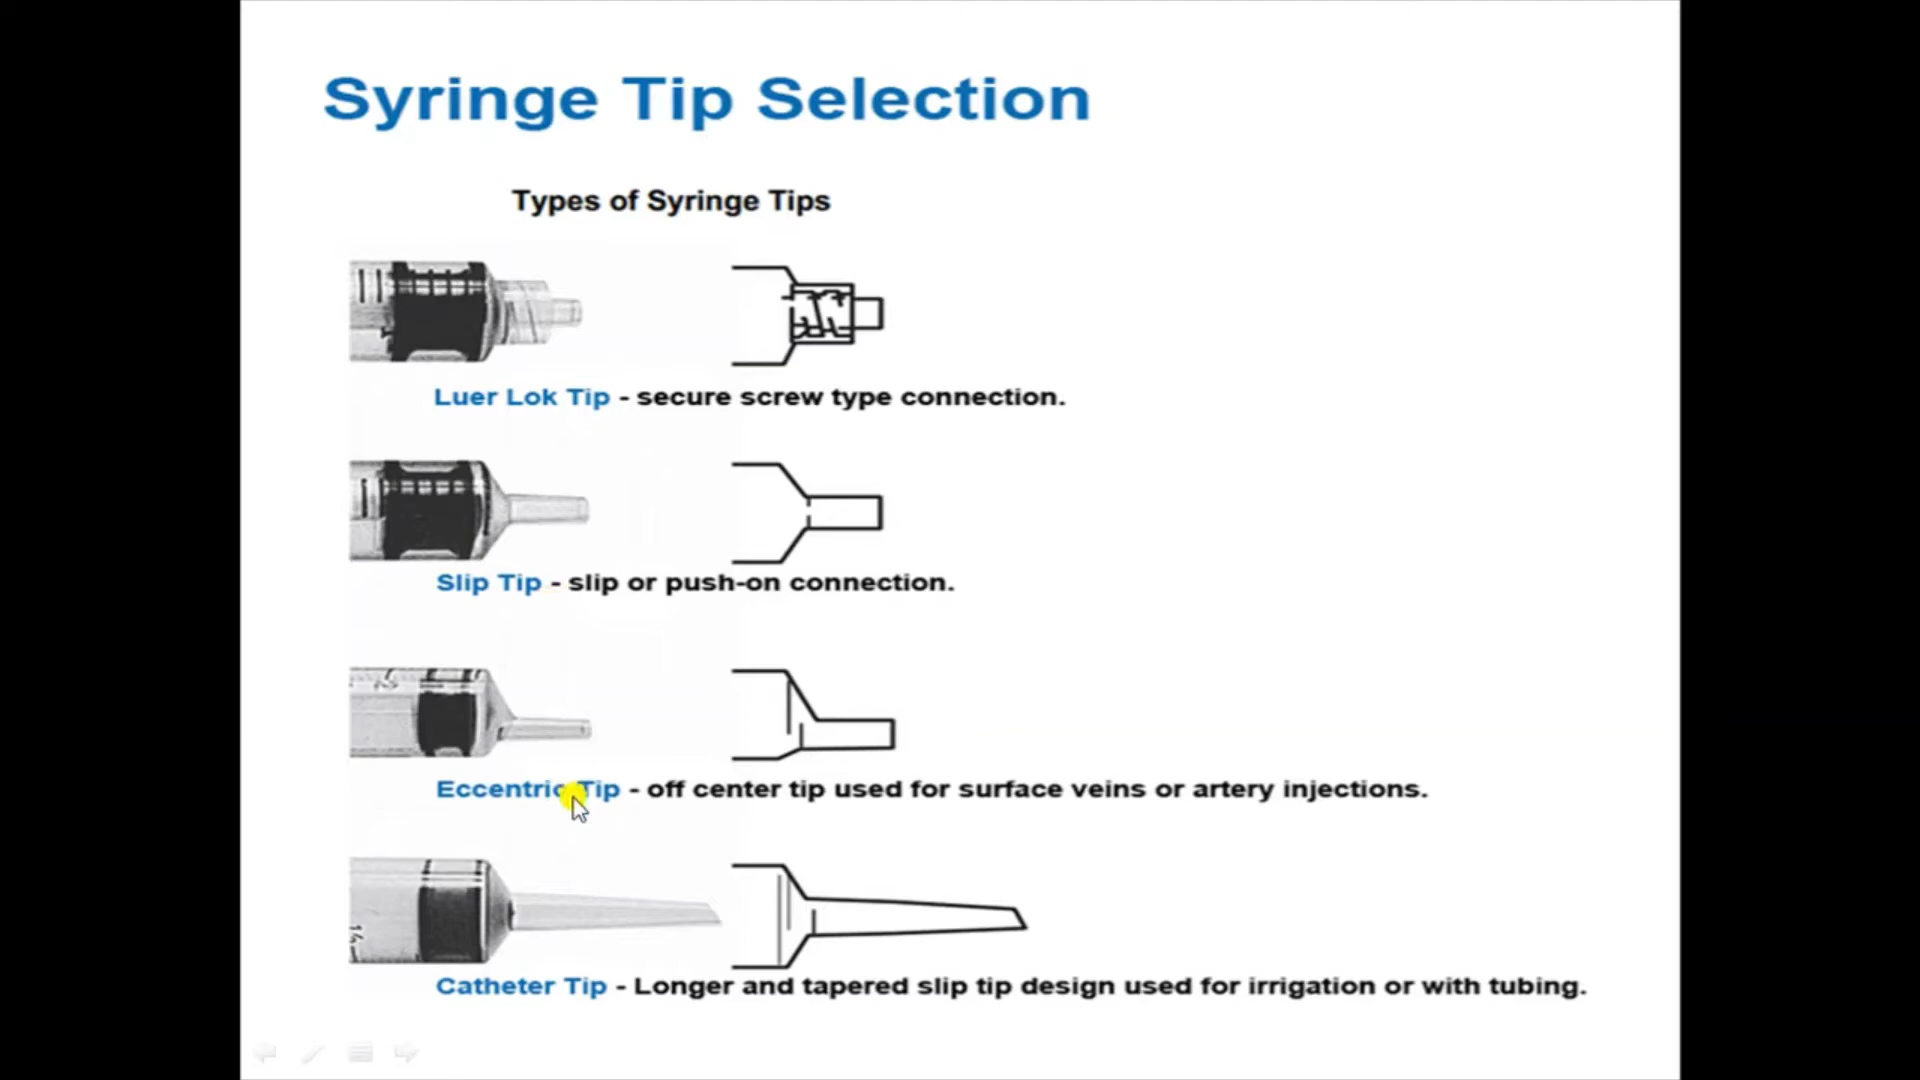 Syringe Tip Selection
Types of Syringe Tips
Luer Lok Tip - secure screw type connection.
Slip Tip - slip or push-on connection.
Eccentric Tip - off center tip used for surface veins or artery injections.
Catheter Tip - Longer and tapered slip tip design used for irrigation or with tubing.